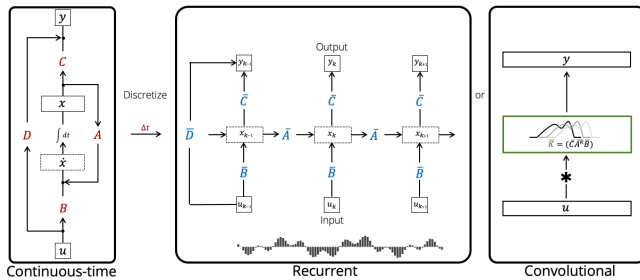 y
C
x
D
∫ dt
A
ẋ
B
u
Continuous-time
Discretize
Δt
Output
y_{k-1}
y_k
y_{k+1}
C̄
C̄
C̄
D̄
x_{k-1}
Ā
x_k
Ā
x_{k+1}
B̄
B̄
B̄
u_{k-1}
u_k
u_{k+1}
Input
Recurrent
or
y
K̄ = (C̄Ā^kB̄)
*
u
Convolutional